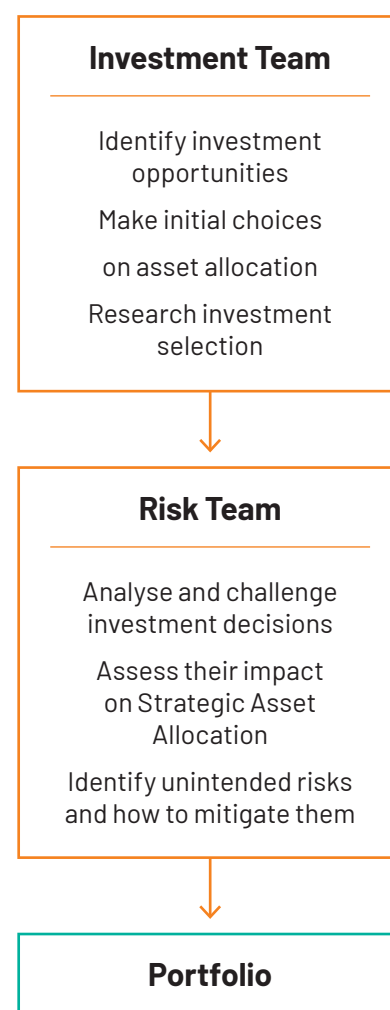 Investment Team
Identify investment
opportunities
Make initial choices
on asset allocation
Research investment
selection
Risk Team
Analyse and challenge
investment decisions
Assess their impact
on Strategic Asset
Allocation
Identify unintended risks
and how to mitigate them
Portfolio